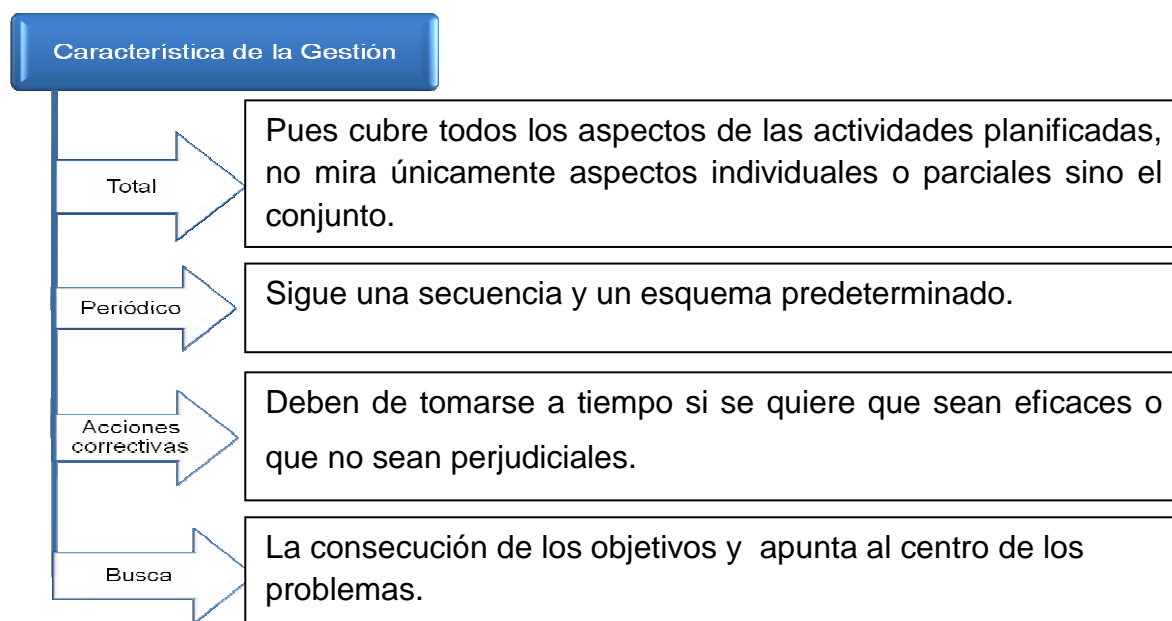 Característica de la Gestión
Total
Pues cubre todos los aspectos de las actividades planificadas,
no mira únicamente aspectos individuales o parciales sino el
conjunto.
Periódico
Sigue una secuencia y un esquema predeterminado.
Acciones
correctivas
Deben de tomarse a tiempo si se quiere que sean eficaces o
que no sean perjudiciales.
Busca
La consecución de los objetivos y apunta al centro de los
problemas.